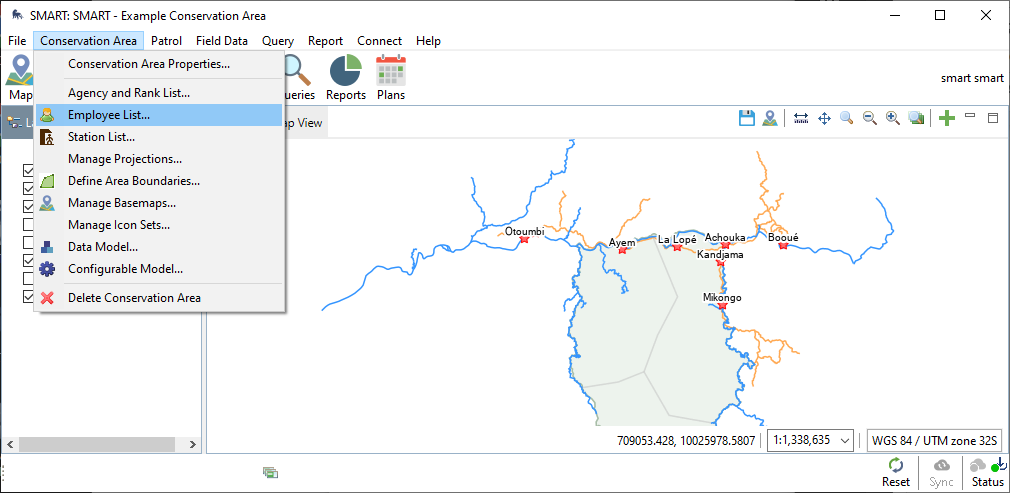 SMART: SMART - Example Conservation Area
File Conservation Area Patrol Field Data Query Report Connect Help
Map
Reports
Plans
smart smart
Conservation Area Properties...
Agency and Rank List...
Employee List...
Station List...
Manage Projections...
Define Area Boundaries...
Manage Basemaps...
Manage Icon Sets...
Data Model...
Configurable Model...
Delete Conservation Area
View
Otoumbi
Ayem
La Lopé
Achouka
Booué
Kandjama
Mikongo
709053.428, 10025978.5807
1:1,338,635
WGS 84 / UTM zone 32S
Reset
Sync
Status